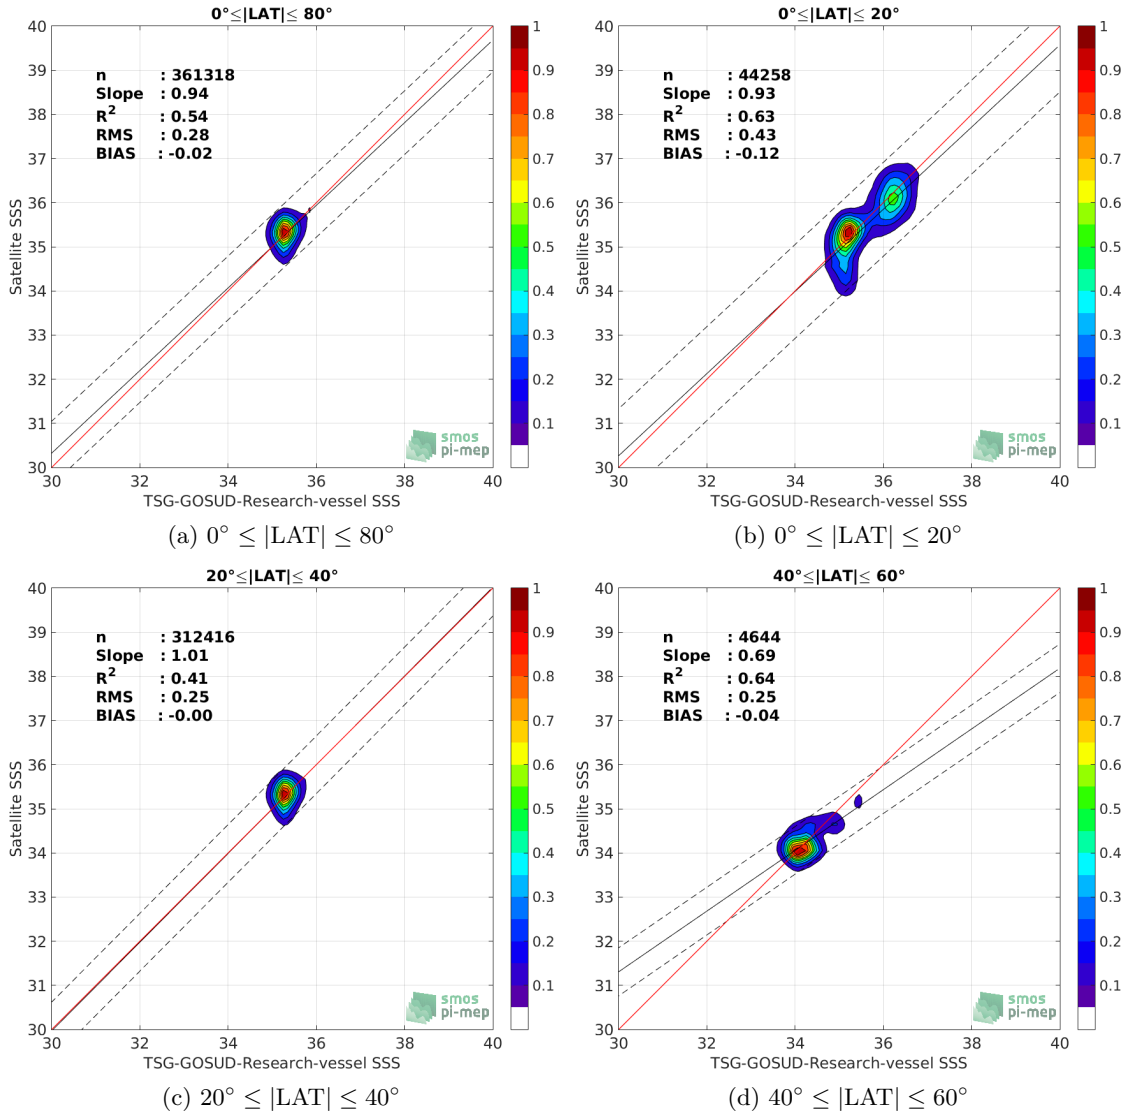 0°≤|LAT|≤ 80°
40
39
38
37
36
35
34
33
32
31
30
Satellite SSS
n : 361318
Slope : 0.94
R² : 0.54
RMS : 0.28
BIAS : -0.02
smos
pi-mep
30 32 34 36 38 40
TSG-GOSUD-Research-vessel SSS
1
0.9
0.8
0.7
0.6
0.5
0.4
0.3
0.2
0.1
(a) 0° ≤ |LAT| ≤ 80°
0°≤|LAT|≤ 20°
40
39
38
37
36
35
34
33
32
31
30
Satellite SSS
n : 44258
Slope : 0.93
R² : 0.63
RMS : 0.43
BIAS : -0.12
smos
pi-mep
30 32 34 36 38 40
TSG-GOSUD-Research-vessel SSS
1
0.9
0.8
0.7
0.6
0.5
0.4
0.3
0.2
0.1
(b) 0° ≤ |LAT| ≤ 20°
20°≤|LAT|≤ 40°
40
39
38
37
36
35
34
33
32
31
30
Satellite SSS
n : 312416
Slope : 1.01
R² : 0.41
RMS : 0.25
BIAS : -0.00
smos
pi-mep
30 32 34 36 38 40
TSG-GOSUD-Research-vessel SSS
1
0.9
0.8
0.7
0.6
0.5
0.4
0.3
0.2
0.1
(c) 20° ≤ |LAT| ≤ 40°
40°≤|LAT|≤ 60°
40
39
38
37
36
35
34
33
32
31
30
Satellite SSS
n : 4644
Slope : 0.69
R² : 0.64
RMS : 0.25
BIAS : -0.04
smos
pi-mep
30 32 34 36 38 40
TSG-GOSUD-Research-vessel SSS
1
0.9
0.8
0.7
0.6
0.5
0.4
0.3
0.2
0.1
(d) 40° ≤ |LAT| ≤ 60°